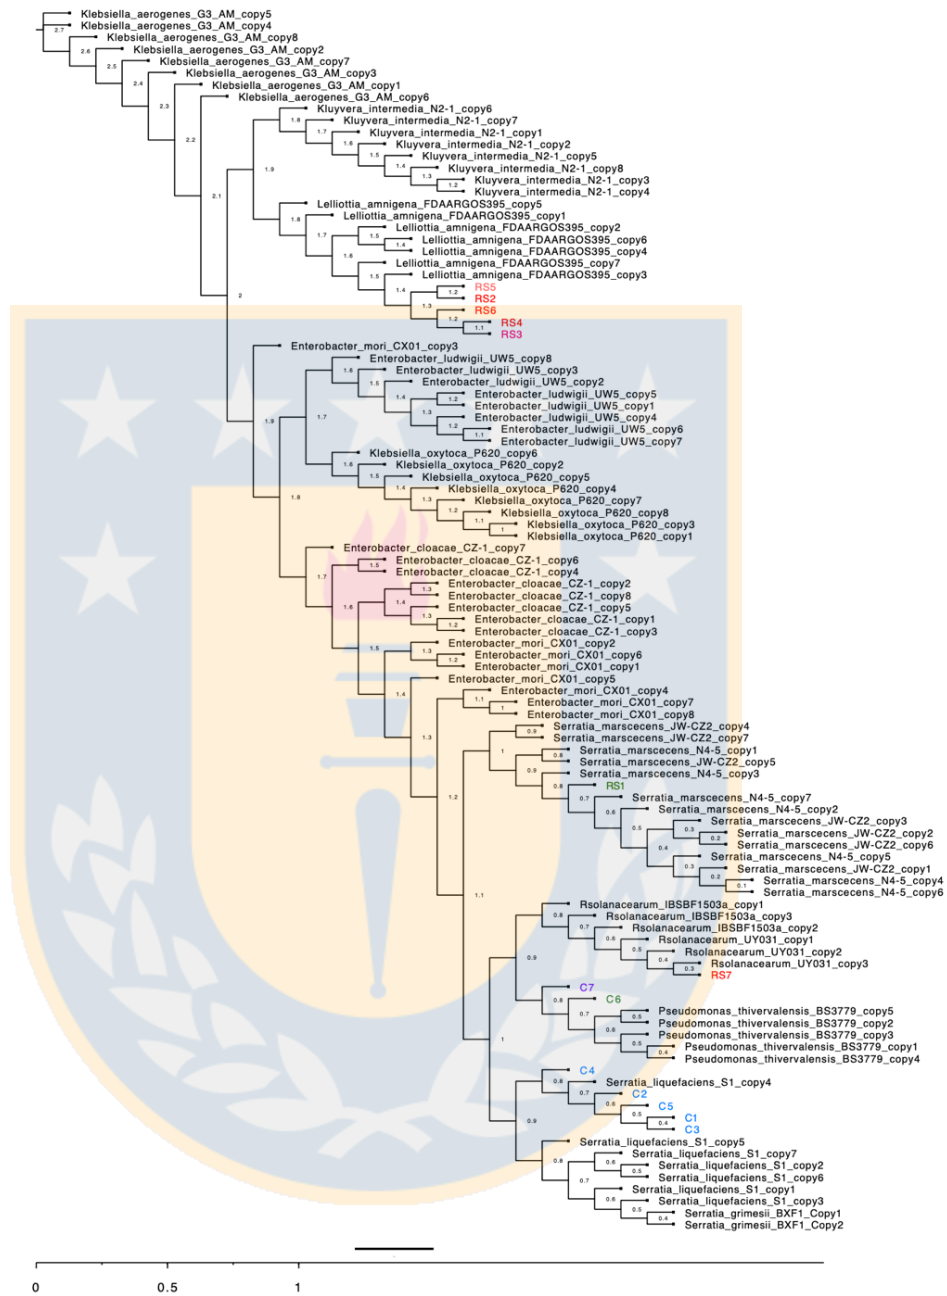 Klebsiella_aerogenes_G3_AM_copy5
2.7
Klebsiella_aerogenes_G3_AM_copy4
Klebsiella_aerogenes_G3_AM_copy8
2.6
Klebsiella_aerogenes_G3_AM_copy2
2.5
Klebsiella_aerogenes_G3_AM_copy7
2.4
Klebsiella_aerogenes_G3_AM_copy3
2.3
Klebsiella_aerogenes_G3_AM_copy1
2.2
Klebsiella_aerogenes_G3_AM_copy6
2.1
Kluyvera_intermedia_N2-1_copy6
1.8
Kluyvera_intermedia_N2-1_copy7
1.7
Kluyvera_intermedia_N2-1_copy1
1.6
Kluyvera_intermedia_N2-1_copy2
1.5
Kluyvera_intermedia_N2-1_copy5
1.4
Kluyvera_intermedia_N2-1_copy8
1.3
Kluyvera_intermedia_N2-1_copy3
1.2
Kluyvera_intermedia_N2-1_copy4
1.9
Lelliottia_amnigena_FDAARGOS395_copy5
1.8
Lelliottia_amnigena_FDAARGOS395_copy1
1.7
Lelliottia_amnigena_FDAARGOS395_copy2
1.5
Lelliottia_amnigena_FDAARGOS395_copy6
1.4
Lelliottia_amnigena_FDAARGOS395_copy4
1.6
Lelliottia_amnigena_FDAARGOS395_copy7
1.5
Lelliottia_amnigena_FDAARGOS395_copy3
1.4
RS5
1.2
RS2
1.3
RS6
1.2
RS4
1.1
RS3
2
Enterobacter_mori_CX01_copy3
1.9
Enterobacter_ludwigii_UW5_copy8
1.6
Enterobacter_ludwigii_UW5_copy3
1.5
Enterobacter_ludwigii_UW5_copy2
1.4
Enterobacter_ludwigii_UW5_copy5
1.2
Enterobacter_ludwigii_UW5_copy1
1.3
Enterobacter_ludwigii_UW5_copy4
1.2
Enterobacter_ludwigii_UW5_copy6
1.1
Enterobacter_ludwigii_UW5_copy7
1.7
Klebsiella_oxytoca_P620_copy6
1.6
Klebsiella_oxytoca_P620_copy2
1.5
Klebsiella_oxytoca_P620_copy5
1.4
Klebsiella_oxytoca_P620_copy4
1.3
Klebsiella_oxytoca_P620_copy7
1.2
Klebsiella_oxytoca_P620_copy8
1.1
Klebsiella_oxytoca_P620_copy3
1
Klebsiella_oxytoca_P620_copy1
1.8
Enterobacter_cloacae_CZ-1_copy7
1.7
Enterobacter_cloacae_CZ-1_copy6
1.5
Enterobacter_cloacae_CZ-1_copy4
1.6
Enterobacter_cloacae_CZ-1_copy2
1.3
Enterobacter_cloacae_CZ-1_copy8
1.4
Enterobacter_cloacae_CZ-1_copy5
1.3
Enterobacter_cloacae_CZ-1_copy1
1.2
Enterobacter_cloacae_CZ-1_copy3
1.5
Enterobacter_mori_CX01_copy2
1.3
Enterobacter_mori_CX01_copy6
1.2
Enterobacter_mori_CX01_copy1
1.4
Enterobacter_mori_CX01_copy5
1.3
Enterobacter_mori_CX01_copy4
1.1
Enterobacter_mori_CX01_copy7
1
Enterobacter_mori_CX01_copy8
1.2
Serratia_marscecens_JW-CZ2_copy4
0.9
Serratia_marscecens_JW-CZ2_copy7
1
Serratia_marscecens_N4-5_copy1
0.8
Serratia_marscecens_JW-CZ2_copy5
0.9
Serratia_marscecens_N4-5_copy3
0.8
RS1
0.7
Serratia_marscecens_N4-5_copy7
0.6
Serratia_marscecens_N4-5_copy2
0.5
Serratia_marscecens_JW-CZ2_copy3
0.3
Serratia_marscecens_JW-CZ2_copy2
0.2
Serratia_marscecens_JW-CZ2_copy6
0.4
Serratia_marscecens_N4-5_copy5
0.3
Serratia_marscecens_JW-CZ2_copy1
0.2
Serratia_marscecens_N4-5_copy4
0.1
Serratia_marscecens_N4-5_copy6
1.1
Rsolanacearum_IBSBF1503a_copy1
0.8
Rsolanacearum_IBSBF1503a_copy3
0.7
Rsolanacearum_IBSBF1503a_copy2
0.6
Rsolanacearum_UY031_copy1
0.5
Rsolanacearum_UY031_copy2
0.4
Rsolanacearum_UY031_copy3
0.3
RS7
0.9
C7
0.8
C6
0.7
Pseudomonas_thivervalensis_BS3779_copy5
0.5
Pseudomonas_thivervalensis_BS3779_copy2
0.6
Pseudomonas_thivervalensis_BS3779_copy3
0.5
Pseudomonas_thivervalensis_BS3779_copy1
0.4
Pseudomonas_thivervalensis_BS3779_copy4
1
C4
0.8
Serratia_liquefaciens_S1_copy4
0.7
C2
0.6
C5
0.5
C1
0.4
C3
0.9
Serratia_liquefaciens_S1_copy5
0.8
Serratia_liquefaciens_S1_copy7
0.6
Serratia_liquefaciens_S1_copy2
0.5
Serratia_liquefaciens_S1_copy6
0.7
Serratia_liquefaciens_S1_copy1
0.6
Serratia_liquefaciens_S1_copy3
0.5
Serratia_grimesii_BXF1_Copy1
0.4
Serratia_grimesii_BXF1_Copy2
0 0.5 1